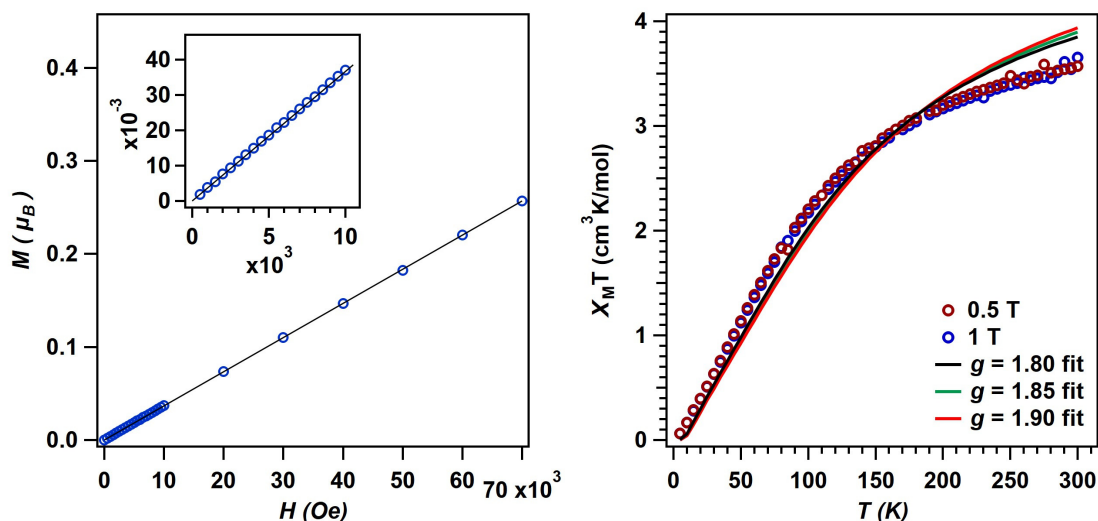 0.4
0.3
0.2
0.1
0.0
M ( μB )
40
30
20
10
0
x10⁻³
0 5 10
x10³
0 10 20 30 40 50 60 70 x10³
H (Oe)
4
3
2
1
0
XMT (cm³K/mol)
0.5 T
1 T
g = 1.80 fit
g = 1.85 fit
g = 1.90 fit
0 50 100 150 200 250 300
T (K)